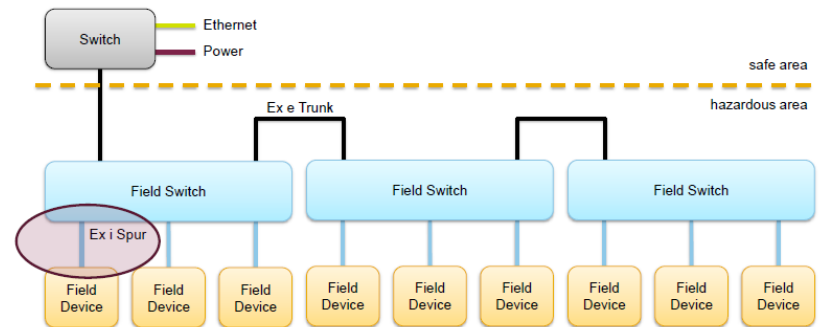 Ethernet
Switch
Power
safe area
hazardous area
Ex e Trunk
Field Switch
Field Switch
Field Switch
Ex i Spur
Field
Device
Field
Device
Field
Device
Field
Device
Field
Device
Field
Device
Field
Device
Field
Device
Field
Device